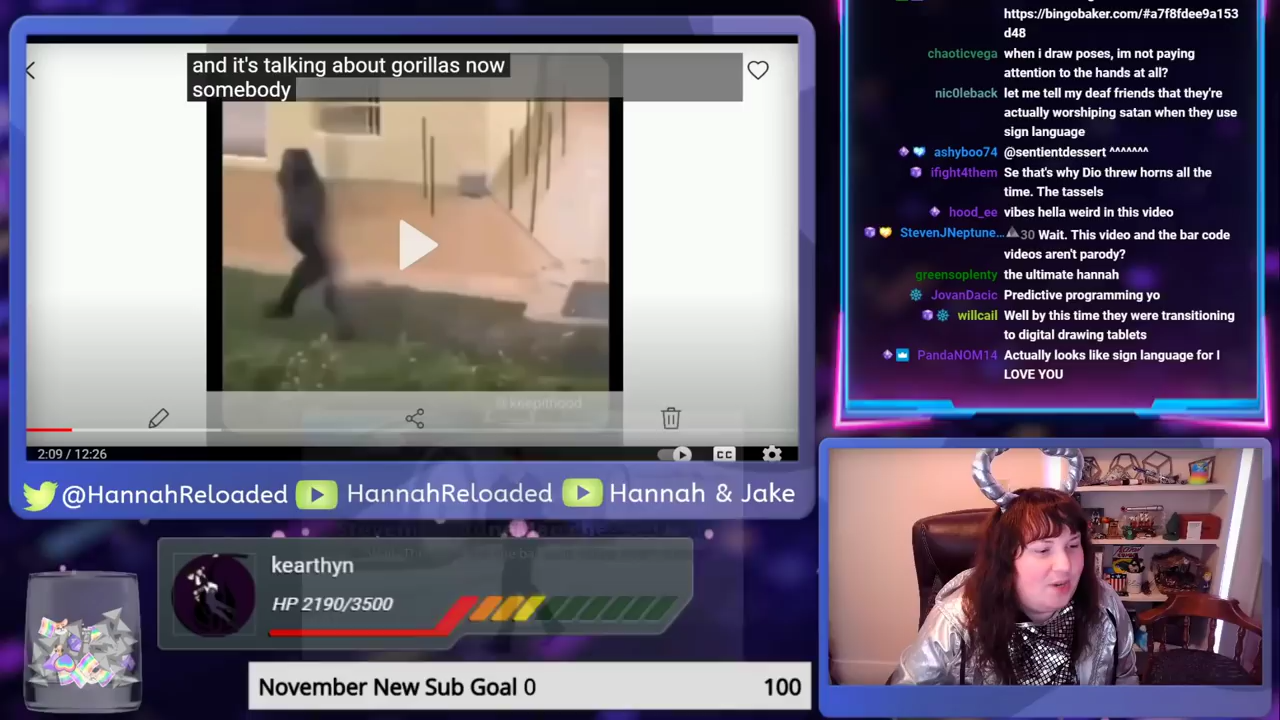 and it's talking about gorillas now
somebody
@keepithood
2:09 / 12:26
CC
@HannahReloaded HannahReloaded Hannah & Jake
kearthyn
HP 2190/3500
November New Sub Goal 0 100
https://bingobaker.com/#a7f8fdee9a153
d48
chaoticvega when i draw poses, im not paying
attention to the hands at all?
nic0leback let me tell my deaf friends that they're
actually worshiping satan when they use
sign language
ashyboo74 @sentientdessert ^^^^^^^
ifight4them Se that's why Dio threw horns all the
time. The tassels
hood_ee vibes hella weird in this video
StevenJNeptune... 30 Wait. This video and the bar code
videos aren't parody?
greensoplenty the ultimate hannah
JovanDacic Predictive programming yo
willcail Well by this time they were transitioning
to digital drawing tablets
PandaNOM14 Actually looks like sign language for I
LOVE YOU